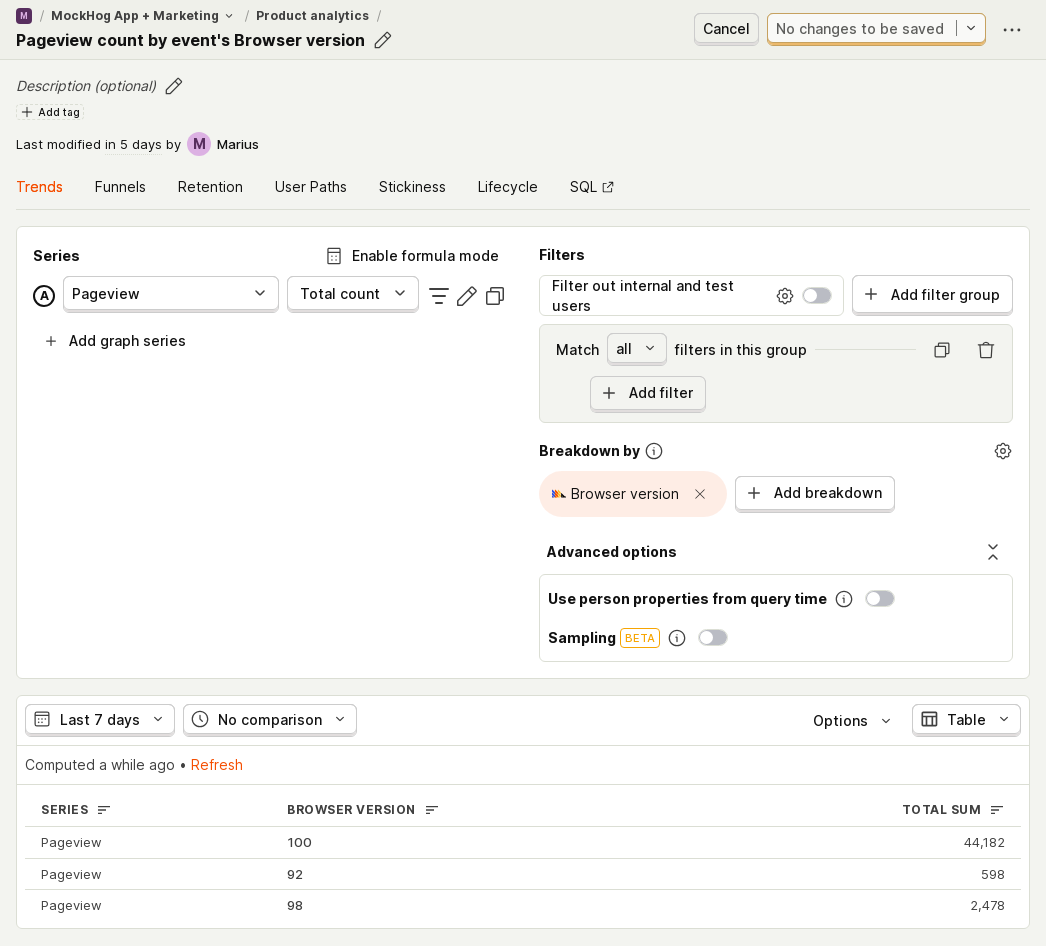 M / MockHog App + Marketing / Product analytics /
Pageview count by event's Browser version
Cancel
No changes to be saved
Description (optional)
Add tag
Last modified in 5 days by M Marius
Trends Funnels Retention User Paths Stickiness Lifecycle SQL
Series
Enable formula mode
A Pageview Total count
Add graph series
Filters
Filter out internal and test
users
Add filter group
Match all filters in this group
Add filter
Breakdown by
Browser version
Add breakdown
Advanced options
Use person properties from query time
Sampling BETA
Last 7 days No comparison Options Table
Computed a while ago • Refresh
SERIES BROWSER VERSION TOTAL SUM
Pageview 100 44,182
Pageview 92 598
Pageview 98 2,478